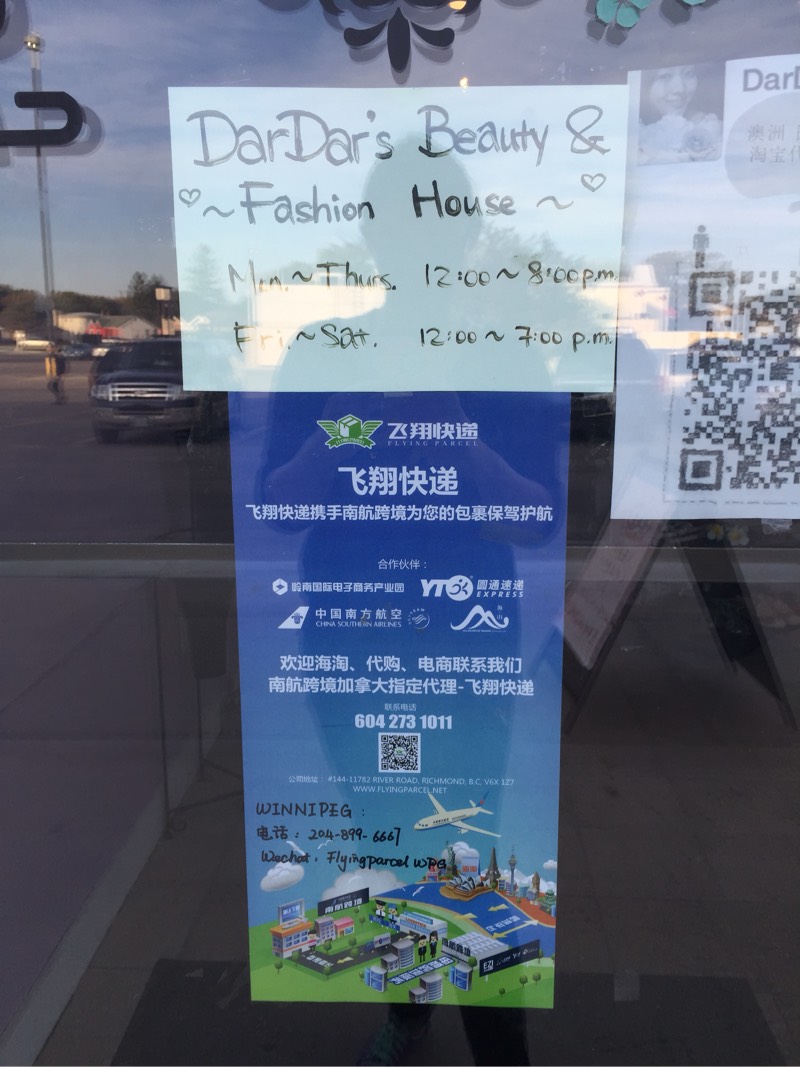 DarDar's Beauty &
~ Fashion House ~
Mon. ~ Thurs. 12:00 ~ 8:00 p.m.
Fri. ~ Sat. 12:00 ~ 7:00 p.m.
DarD
澳洲
淘宝代
飞翔快递
FLYING PARCEL
飞翔快递
飞翔快递携手南航跨境为您的包裹保驾护航
合作伙伴：
岭南国际电子商务产业园 YTO 圆通速递
EXPRESS
中国南方航空
CHINA SOUTHERN AIRLINES
欢迎海淘、代购、电商联系我们
南航跨境加拿大指定代理-飞翔快递
联系电话
604 273 1011
公司地址： #144-11782 RIVER ROAD, RICHMOND, B.C, V6X 1Z7
WWW.FLYINGPARCEL.NET
WINNIPEG :
电话：204-899-6667
Wechat: Flyingparcel WPG
南航跨境